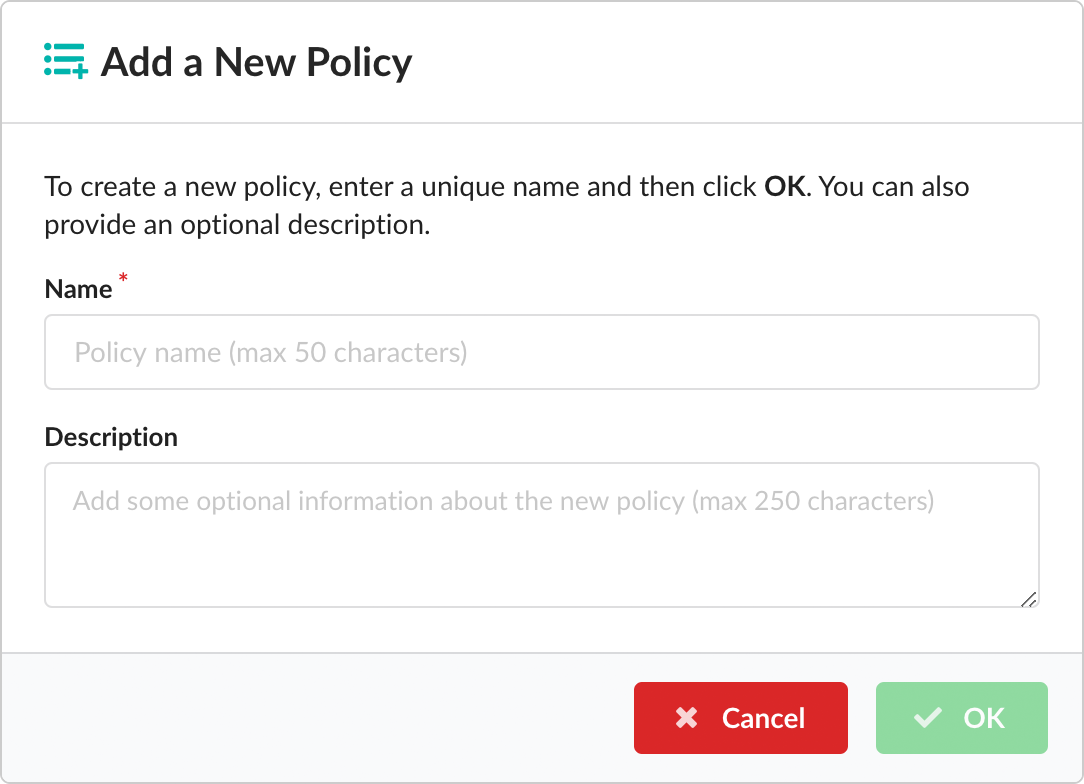 Add a New Policy
To create a new policy, enter a unique name and then click OK. You can also
provide an optional description.
Name *
Policy name (max 50 characters)
Description
Add some optional information about the new policy (max 250 characters)
Cancel OK